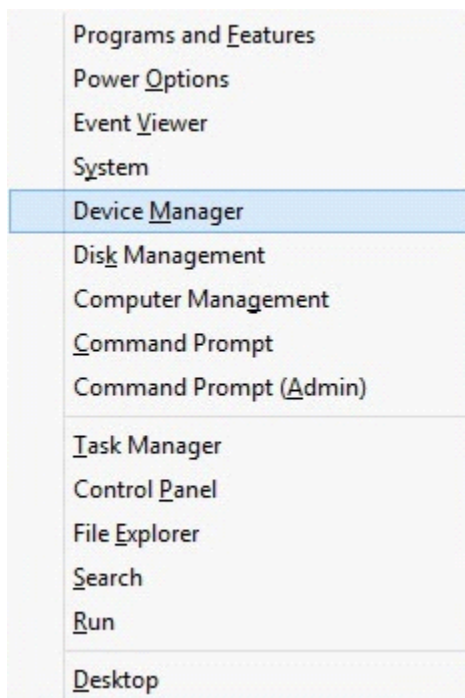 Programs and Features
Power Options
Event Viewer
System
Device Manager
Disk Management
Computer Management
Command Prompt
Command Prompt (Admin)
Task Manager
Control Panel
File Explorer
Search
Run
Desktop